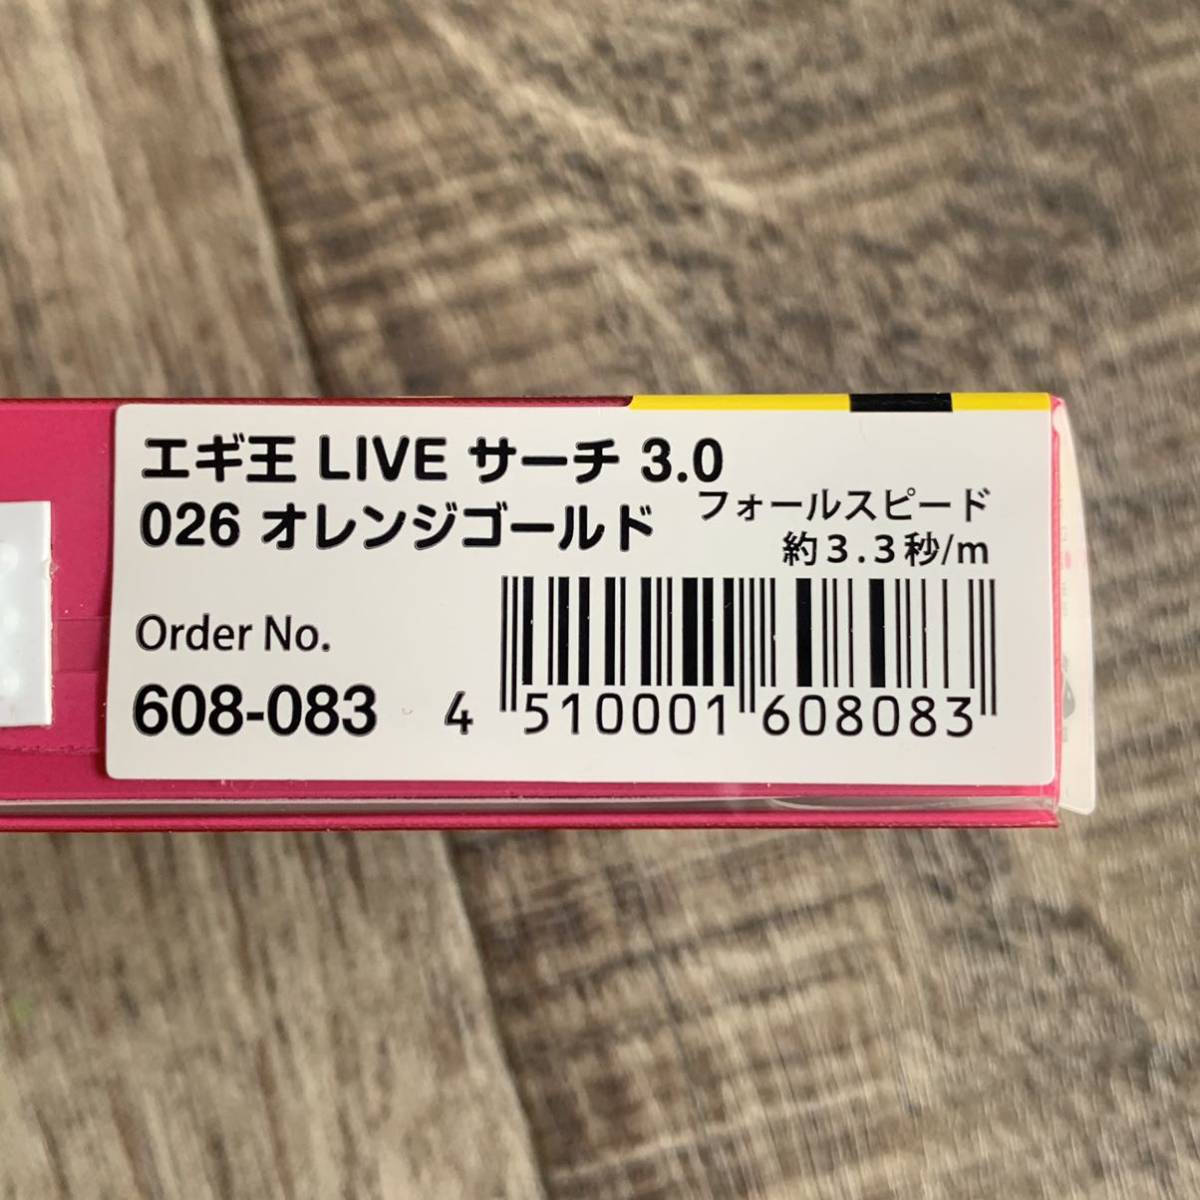 エギ王 LIVE サーチ 3.0
026 オレンジゴールド
フォールスピード
約３.３秒/m
Order No.
608-083
4 510001 608083